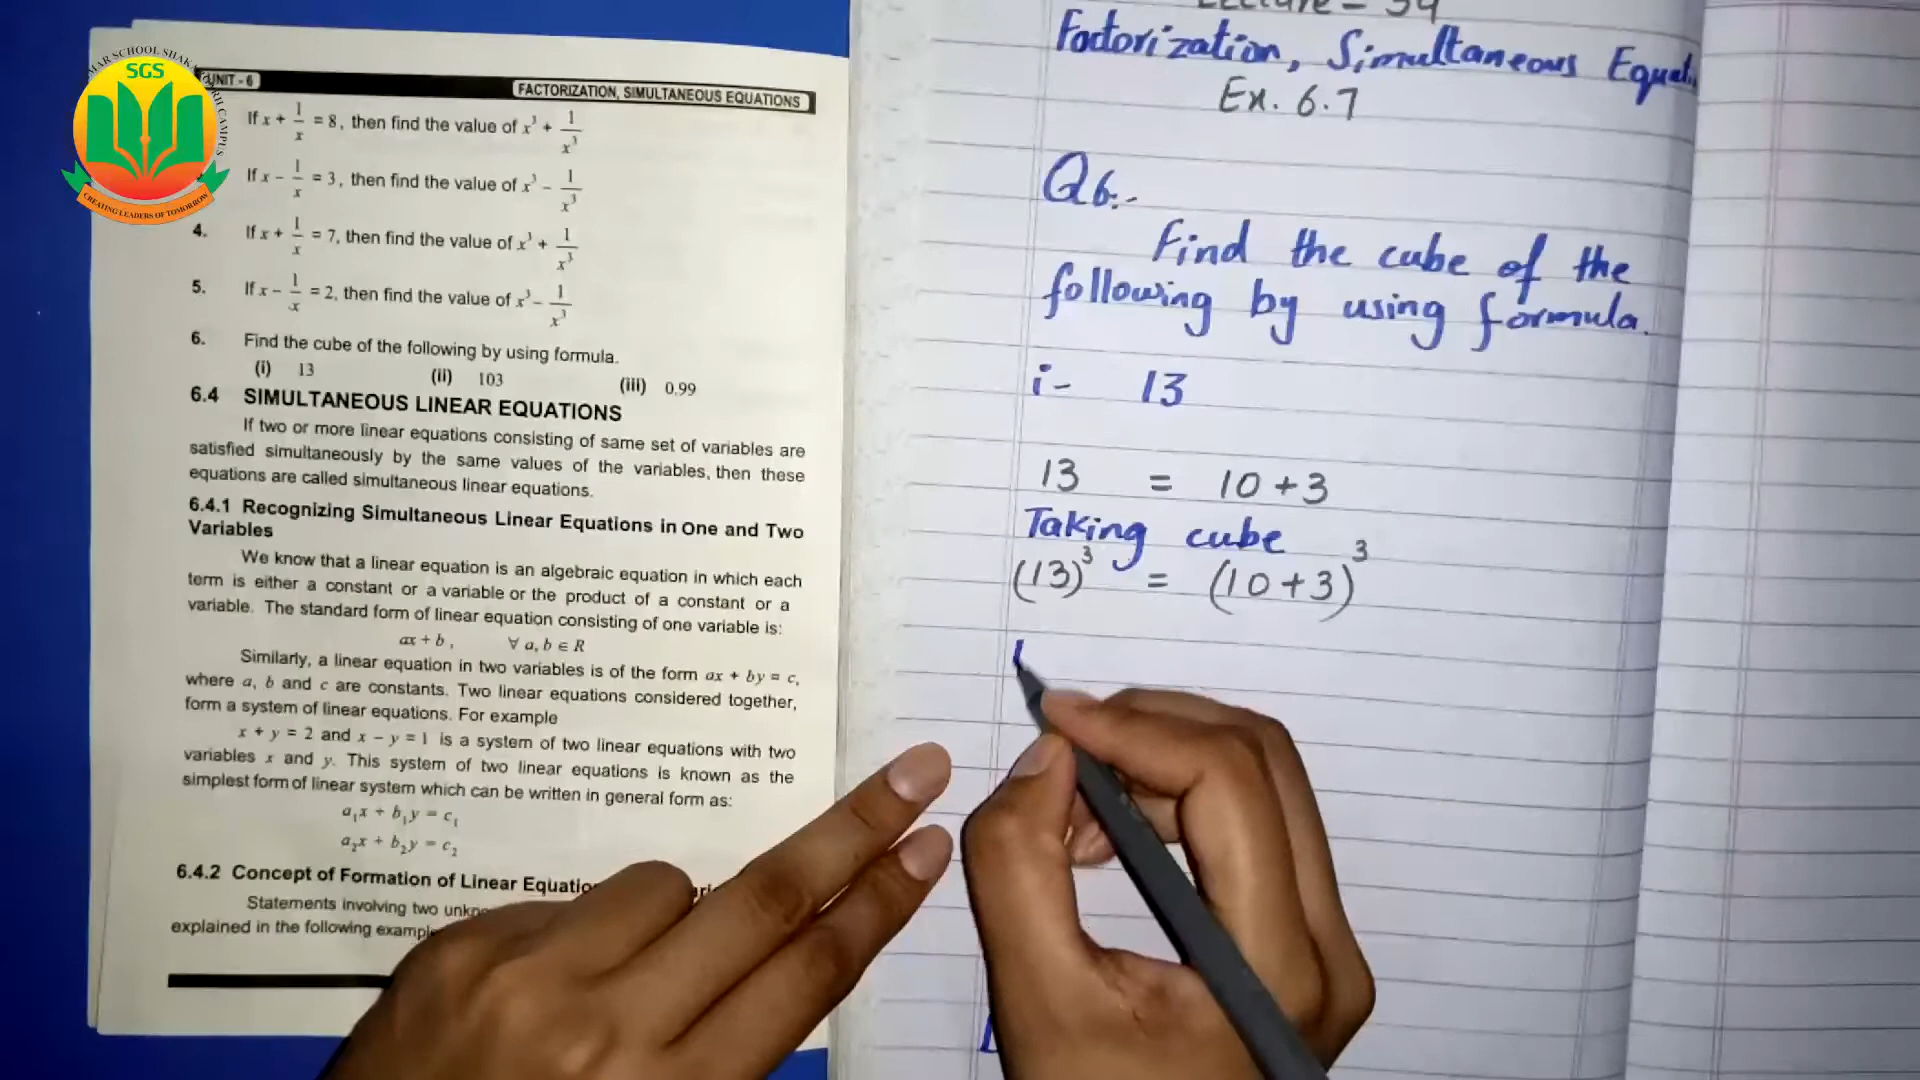 SGS
CREATING LEADERS OF TOMORROW
UNIT - 6
FACTORIZATION, SIMULTANEOUS EQUATIONS
If x + 1/x = 8, then find the value of x³ + 1/x³
If x − 1/x = 3, then find the value of x³ − 1/x³
4. If x + 1/x = 7, then find the value of x³ + 1/x³
5. If x − 1/x = 2, then find the value of x³ − 1/x³
6. Find the cube of the following by using formula.
(i) 13 (ii) 103 (iii) 0.99
6.4 SIMULTANEOUS LINEAR EQUATIONS
If two or more linear equations consisting of same set of variables are
satisfied simultaneously by the same values of the variables, then these
equations are called simultaneous linear equations.
6.4.1 Recognizing Simultaneous Linear Equations in One and Two
Variables
We know that a linear equation is an algebraic equation in which each
term is either a constant or a variable or the product of a constant or a
variable. The standard form of linear equation consisting of one variable is:
ax + b, ∀ a, b ∈ R
Similarly, a linear equation in two variables is of the form ax + by = c,
where a, b and c are constants. Two linear equations considered together,
form a system of linear equations. For example
x + y = 2 and x − y = 1 is a system of two linear equations with two
variables x and y. This system of two linear equations is known as the
simplest form of linear system which can be written in general form as:
a₁x + b₁y = c₁
a₂x + b₂y = c₂
6.4.2 Concept of Formation of Linear Equatio
Statements involving two
explained in the following
Factorization, Simultaneous Equat
Ex. 6.7
Q6:-
Find the cube of the
following by using formula.
i- 13
13 = 10 + 3
Taking cube
(13)³ = (10 + 3)³